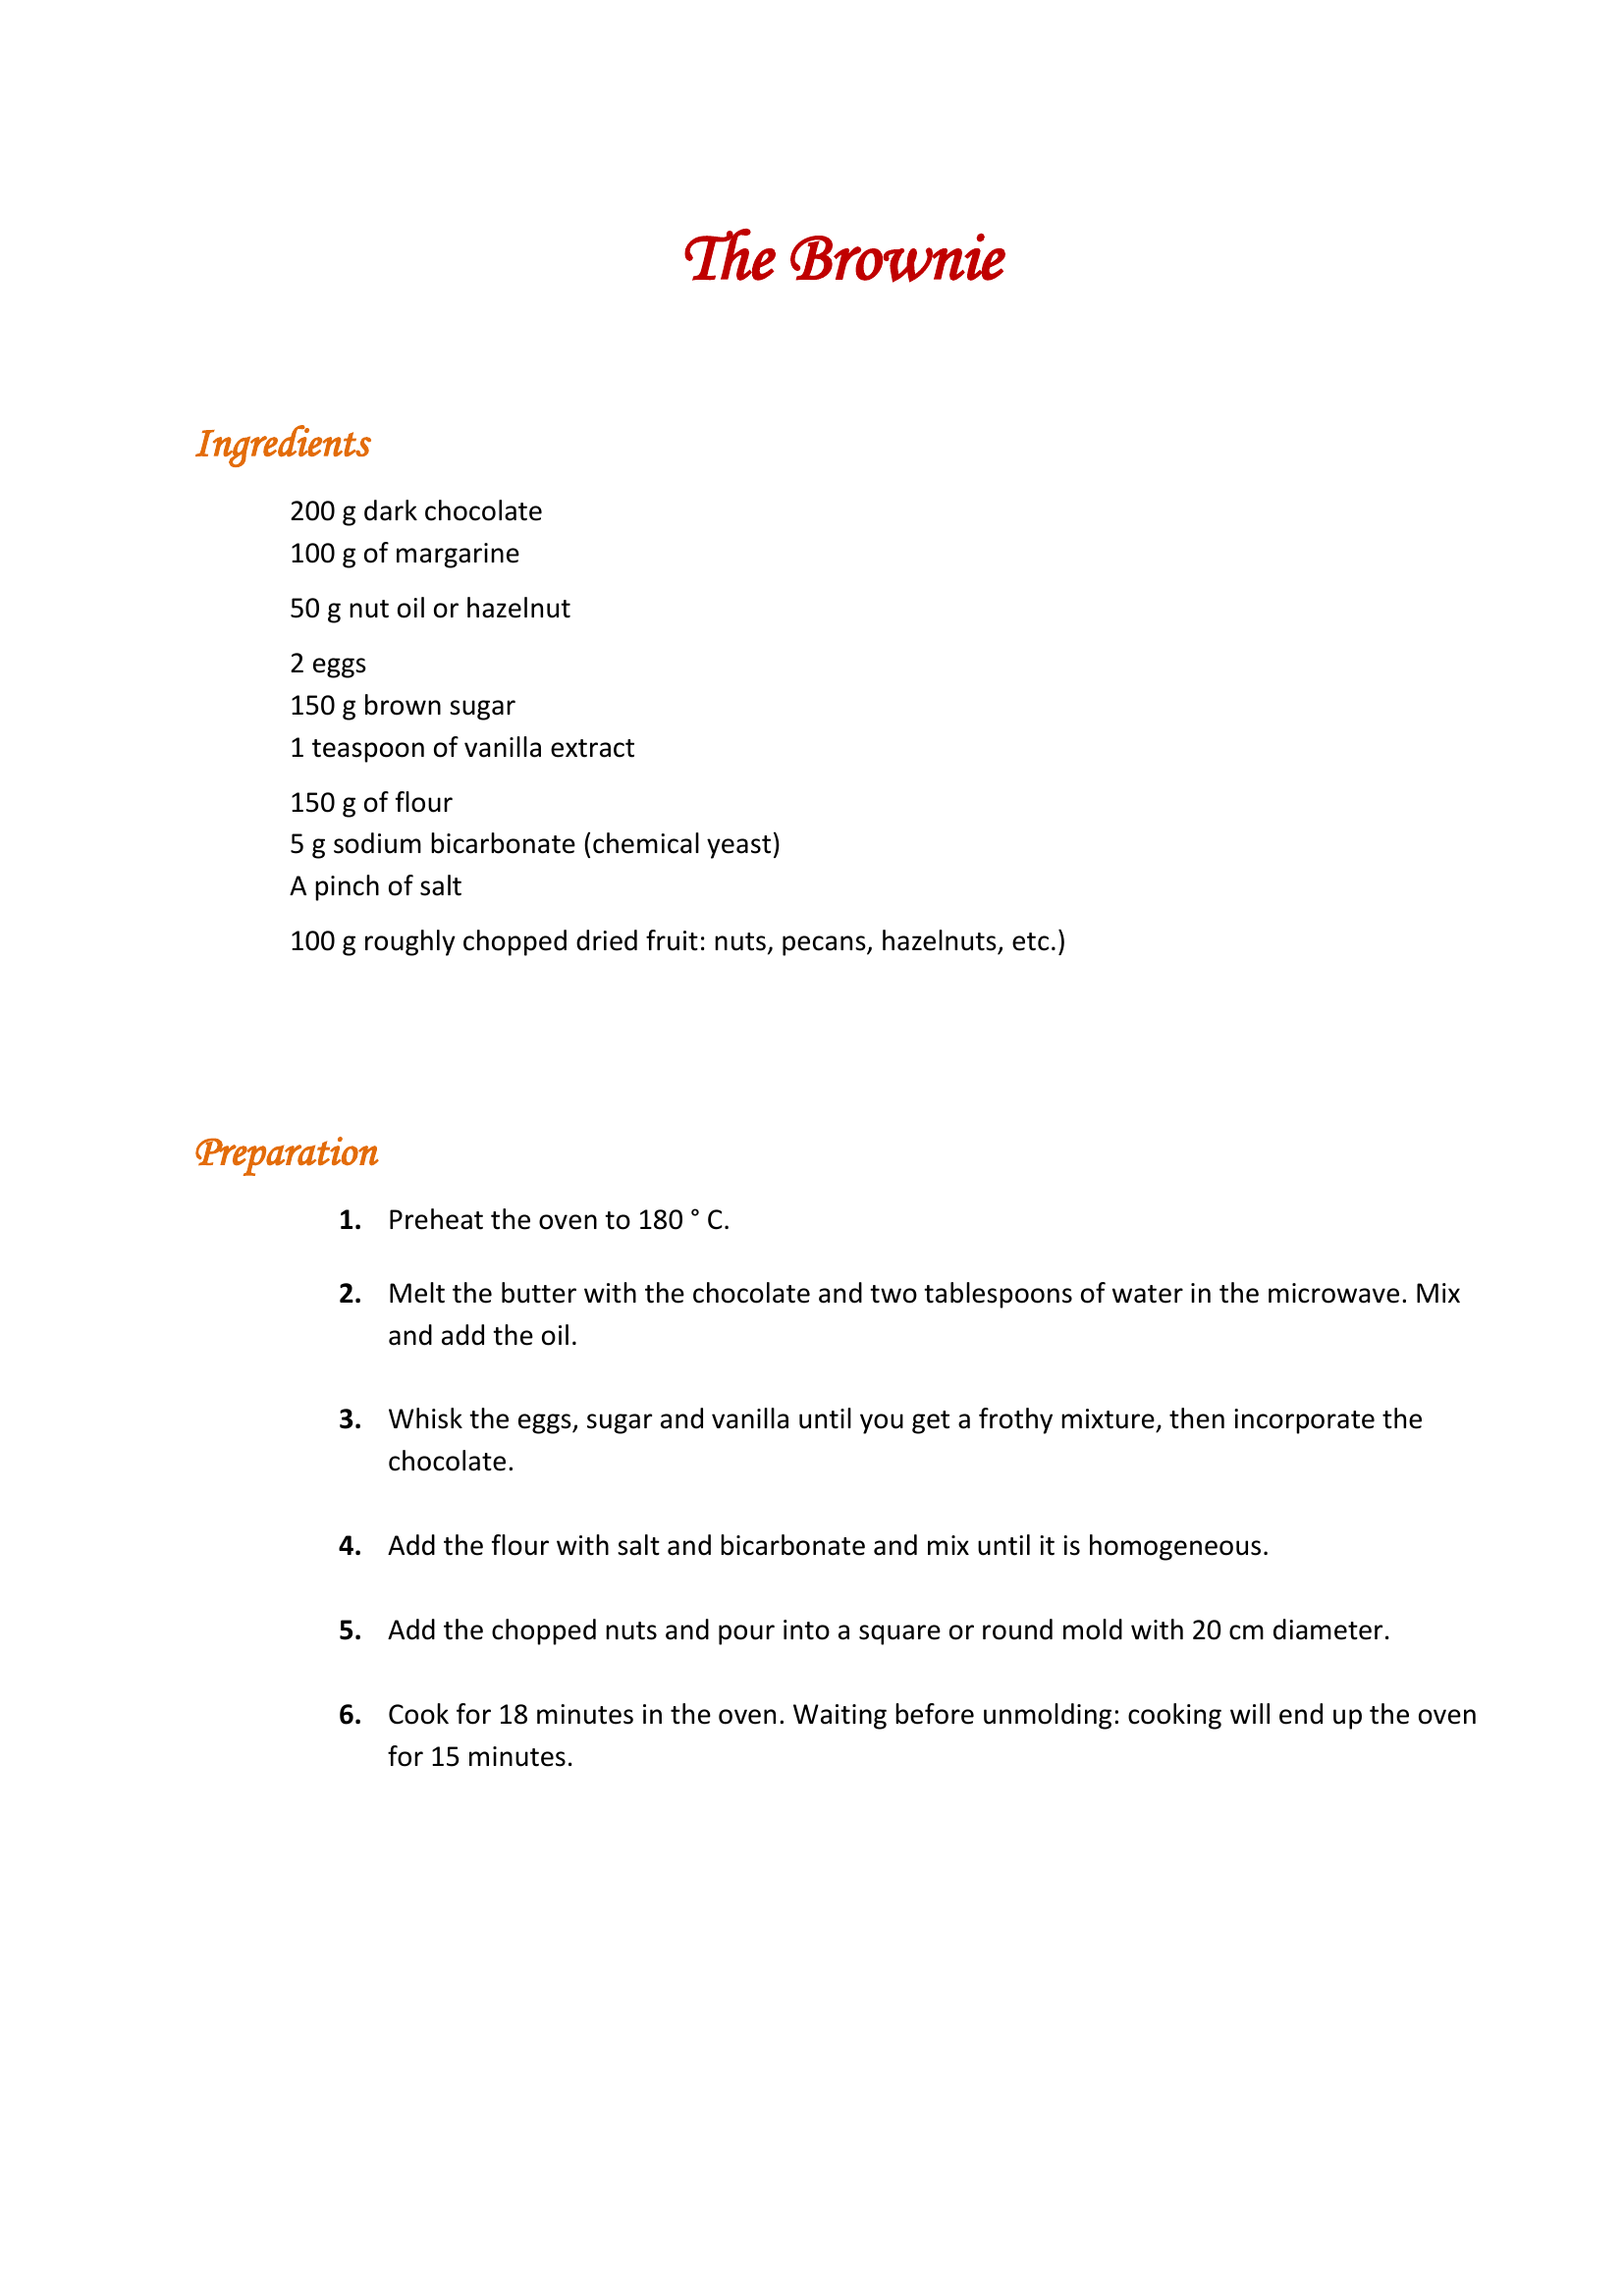 The Brownie
Ingredients
200 g dark chocolate
100 g of margarine
50 g nut oil or hazelnut
2 eggs
150 g brown sugar
1 teaspoon of vanilla extract
150 g of flour
5 g sodium bicarbonate (chemical yeast)
A pinch of salt
100 g roughly chopped dried fruit: nuts, pecans, hazelnuts, etc.)
Preparation
1. Preheat the oven to 180 ° C.
2. Melt the butter with the chocolate and two tablespoons of water in the microwave. Mix
and add the oil.
3. Whisk the eggs, sugar and vanilla until you get a frothy mixture, then incorporate the
chocolate.
4. Add the flour with salt and bicarbonate and mix until it is homogeneous.
5. Add the chopped nuts and pour into a square or round mold with 20 cm diameter.
6. Cook for 18 minutes in the oven. Waiting before unmolding: cooking will end up the oven
for 15 minutes.